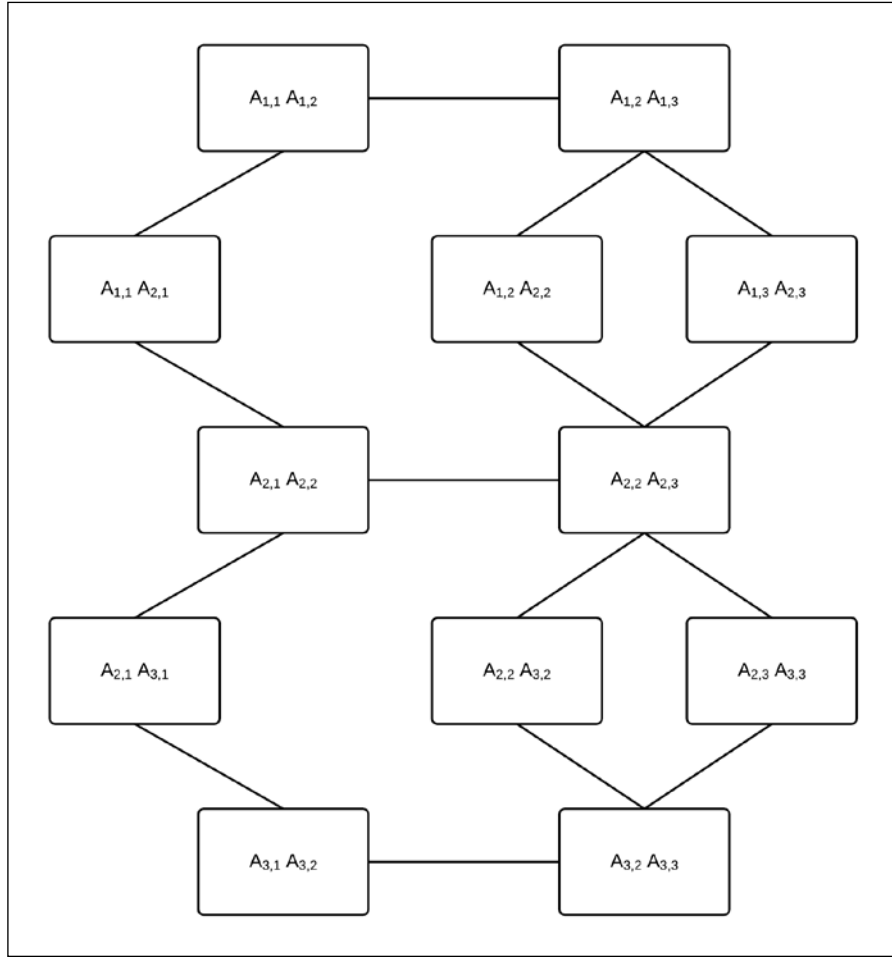 A1,1 A1,2
A1,2 A1,3
A1,1 A2,1
A1,2 A2,2
A1,3 A2,3
A2,1 A2,2
A2,2 A2,3
A2,1 A3,1
A2,2 A3,2
A2,3 A3,3
A3,1 A3,2
A3,2 A3,3